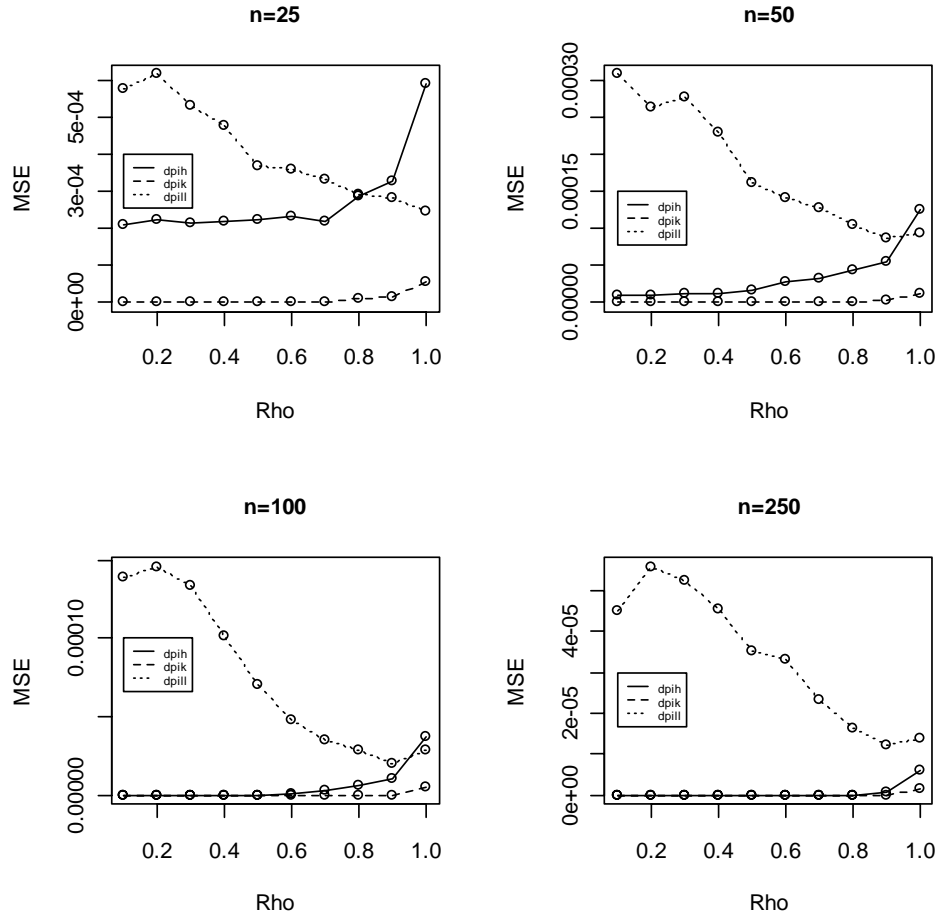 n=25
MSE
0e+00 3e-04 5e-04
dpih
dpik
dpill
0.2 0.4 0.6 0.8 1.0
Rho
n=50
MSE
0.00000 0.00015 0.00030
dpih
dpik
dpill
0.2 0.4 0.6 0.8 1.0
Rho
n=100
MSE
0.00000 0.00010
dpih
dpik
dpill
0.2 0.4 0.6 0.8 1.0
Rho
n=250
MSE
0e+00 2e-05 4e-05
dpih
dpik
dpill
0.2 0.4 0.6 0.8 1.0
Rho